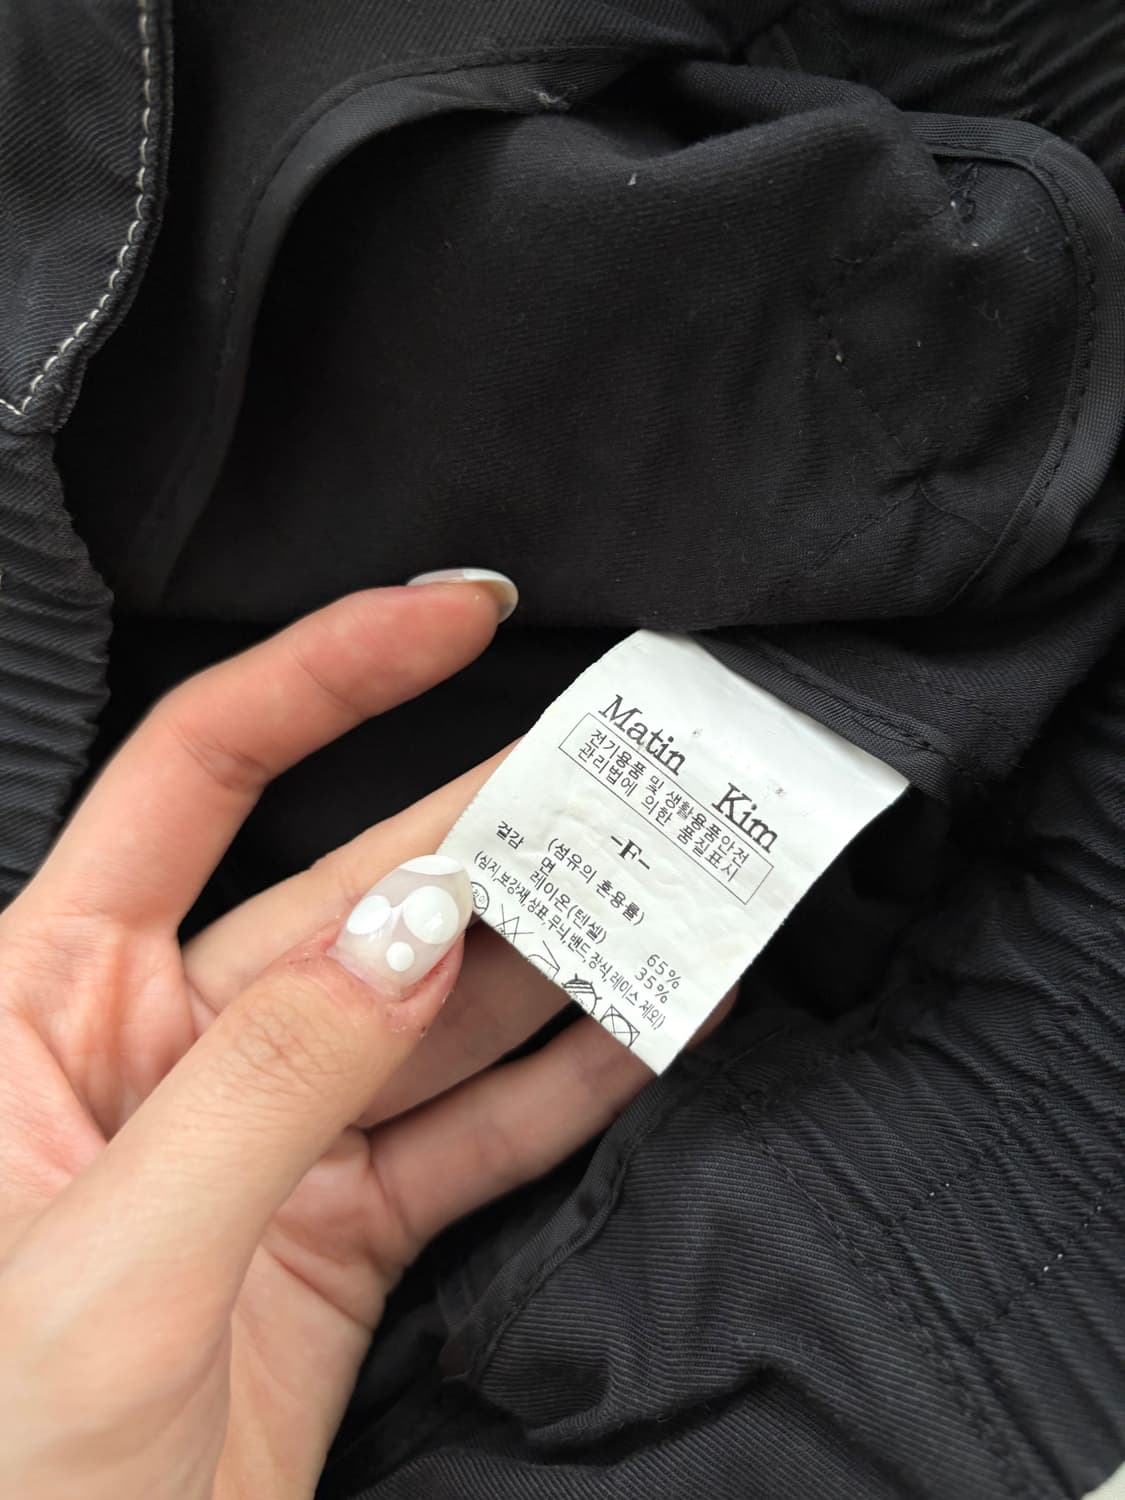 Matin Kim
전기용품 및 생활용품안전
관리법에 의한 품질표시
-F-
(섬유의 혼용률)
겉감 면 65%
레이온(텐셀) 35%
(심지,보강재,상표,무늬,밴드,장식,레이스 제외)